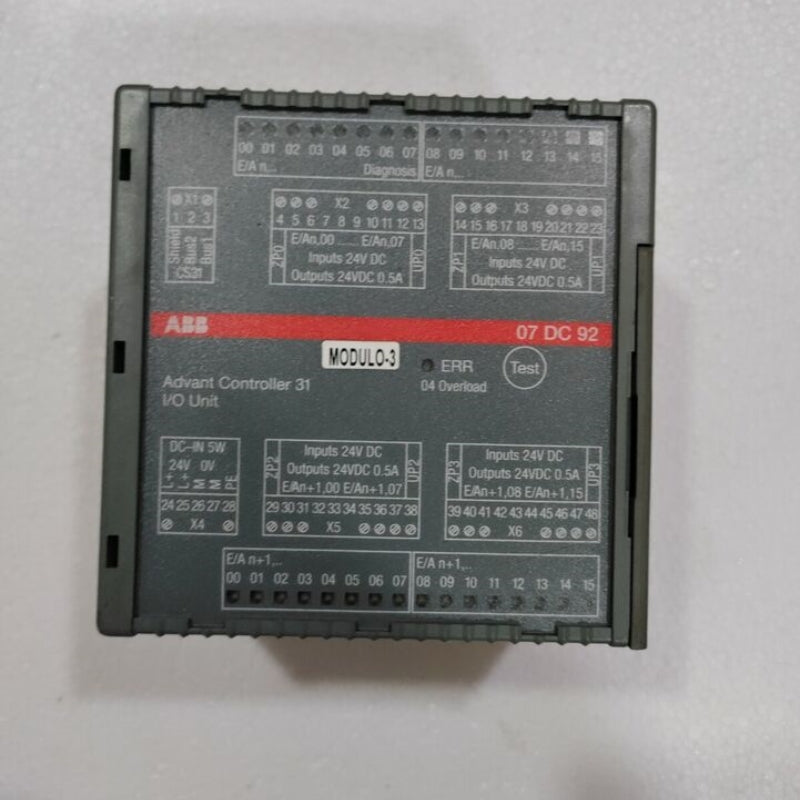 00 01 02 03 04 05 06 07 08 09 10 11 12 13 14 15
E/A n... Diagnosis E/A n...
X1
1 2 3
Shield
Bus2
Bus1
CS31
X2
4 5 6 7 8 9 10 11 12 13
ZP0
E/An,00 ..... E/An,07
Inputs 24V DC
Outputs 24VDC 0.5A
UP0
X3
14 15 16 17 18 19 20 21 22 23
ZP1
E/An,08 ..... E/An,15
Inputs 24V DC
Outputs 24VDC 0.5A
UP1
ABB 07 DC 92
MODULO-3
ERR
04 Overload
Test
Advant Controller 31
I/O Unit
DC-IN 5W
24V 0V
L+
L+
M
M
PE
24 25 26 27 28
X4
ZP2
Inputs 24V DC
Outputs 24VDC 0.5A
E/An+1,00 E/An+1.07
UP2
29 30 31 32 33 34 35 36 37 38
X5
ZP3
Inputs 24V DC
Outputs 24VDC 0.5A
E/An+1,08 E/An+1,15
UP3
39 40 41 42 43 44 45 46 47 48
X6
E/A n+1,.. E/A n+1,..
00 01 02 03 04 05 06 07 08 09 10 11 12 13 14 15